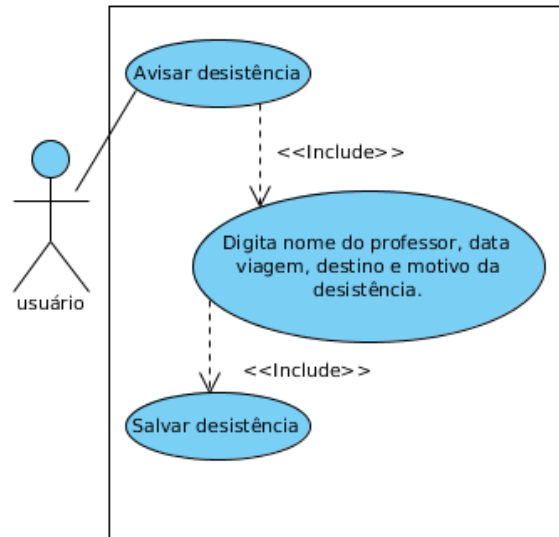 Avisar desistência
<<Include>>
Digita nome do professor, data
viagem, destino e motivo da
desistência.
usuário
<<Include>>
Salvar desistência